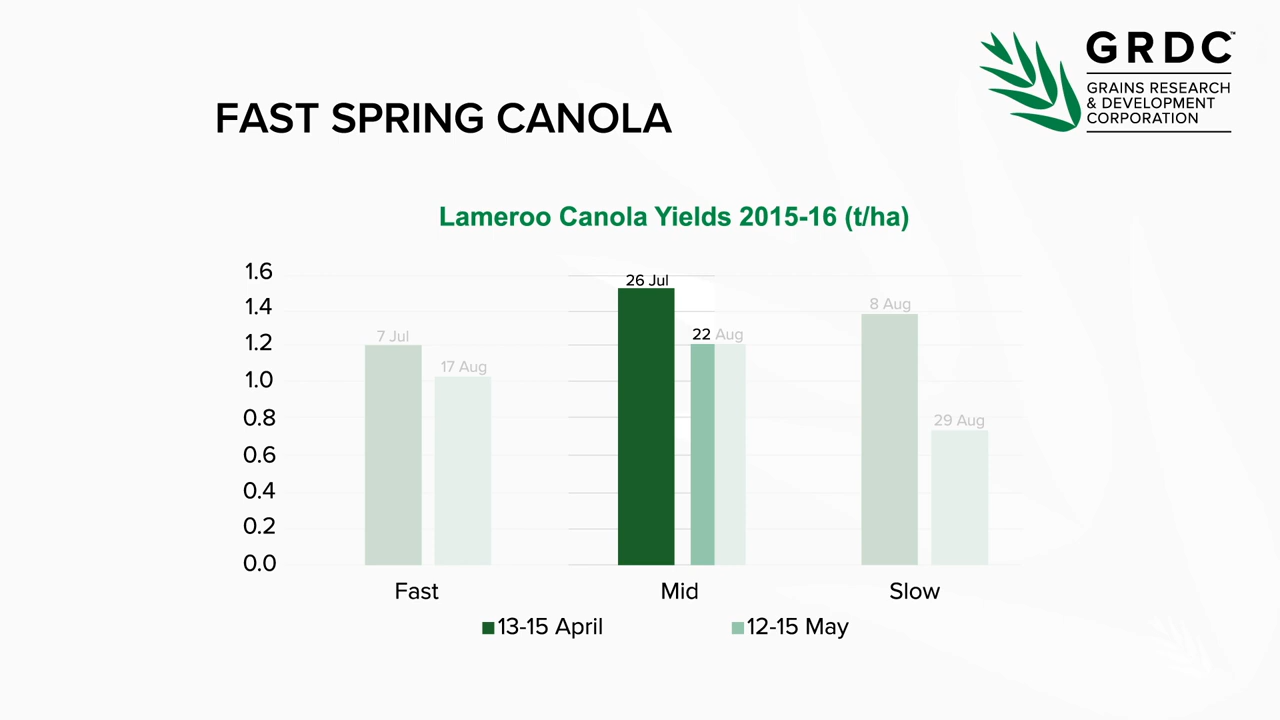 GRDC™
GRAINS RESEARCH
& DEVELOPMENT
CORPORATION
FAST SPRING CANOLA
Lameroo Canola Yields 2015-16 (t/ha)
1.6
1.4
1.2
1.0
0.8
0.6
0.4
0.2
0.0
7 Jul
17 Aug
26 Jul
22 Aug
8 Aug
29 Aug
Fast
Mid
Slow
13-15 April
12-15 May